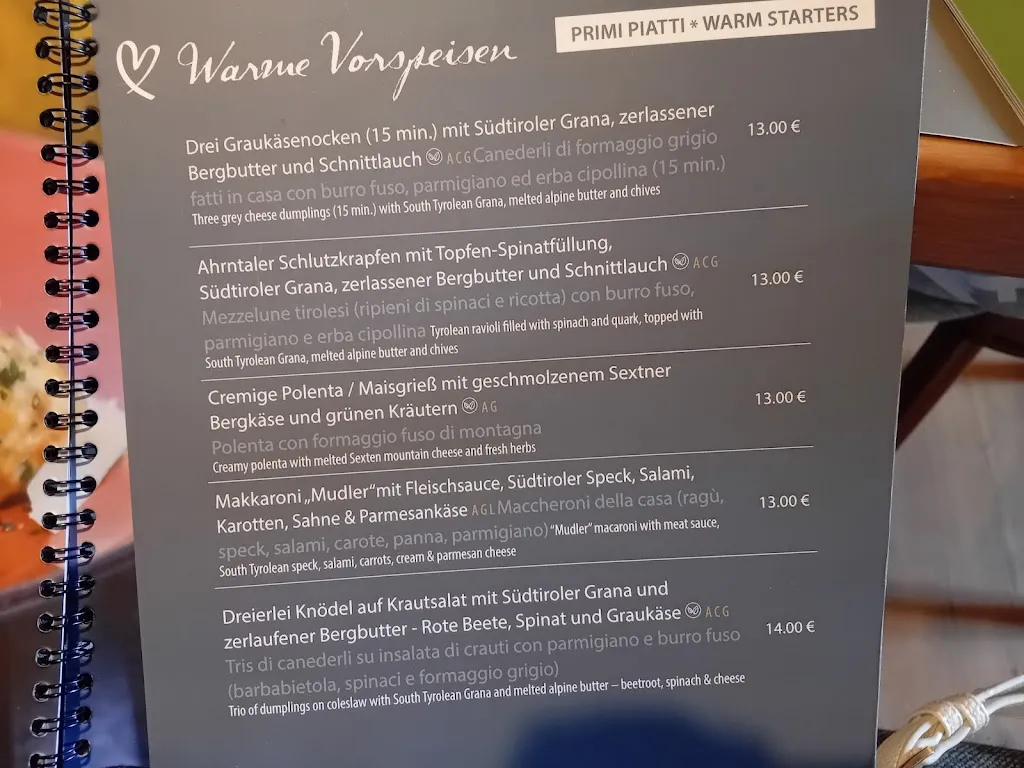 Warme Vorspeisen
PRIMI PIATTI * WARM STARTERS
Drei Graukäsenocken (15 min.) mit Südtiroler Grana, zerlassener
Bergbutter und Schnittlauch A C G Canederli di formaggio grigio
fatti in casa con burro fuso, parmigiano ed erba cipollina (15 min.)
Three grey cheese dumplings (15 min.) with South Tyrolean Grana, melted alpine butter and chives
13.00 €
Ahrntaler Schlutzkrapfen mit Topfen-Spinatfüllung,
Südtiroler Grana, zerlassener Bergbutter und Schnittlauch A C G
Mezzelune tirolesi (ripieni di spinaci e ricotta) con burro fuso,
parmigiano e erba cipollina Tyrolean ravioli filled with spinach and quark, topped with
South Tyrolean Grana, melted alpine butter and chives
13.00 €
Cremige Polenta / Maisgrieß mit geschmolzenem Sextner
Bergkäse und grünen Kräutern A G
Polenta con formaggio fuso di montagna
Creamy polenta with melted Sexten mountain cheese and fresh herbs
13.00 €
Makkaroni „Mudler“mit Fleischsauce, Südtiroler Speck, Salami,
Karotten, Sahne & Parmesankäse A G L Maccheroni della casa (ragù,
speck, salami, carote, panna, parmigiano) “Mudler” macaroni with meat sauce,
South Tyrolean speck, salami, carrots, cream & parmesan cheese
13.00 €
Dreierlei Knödel auf Krautsalat mit Südtiroler Grana und
zerlaufener Bergbutter - Rote Beete, Spinat und Graukäse A C G
Tris di canederli su insalata di crauti con parmigiano e burro fuso
(barbabietola, spinaci e formaggio grigio)
Trio of dumplings on coleslaw with South Tyrolean Grana and melted alpine butter – beetroot, spinach & cheese
14.00 €